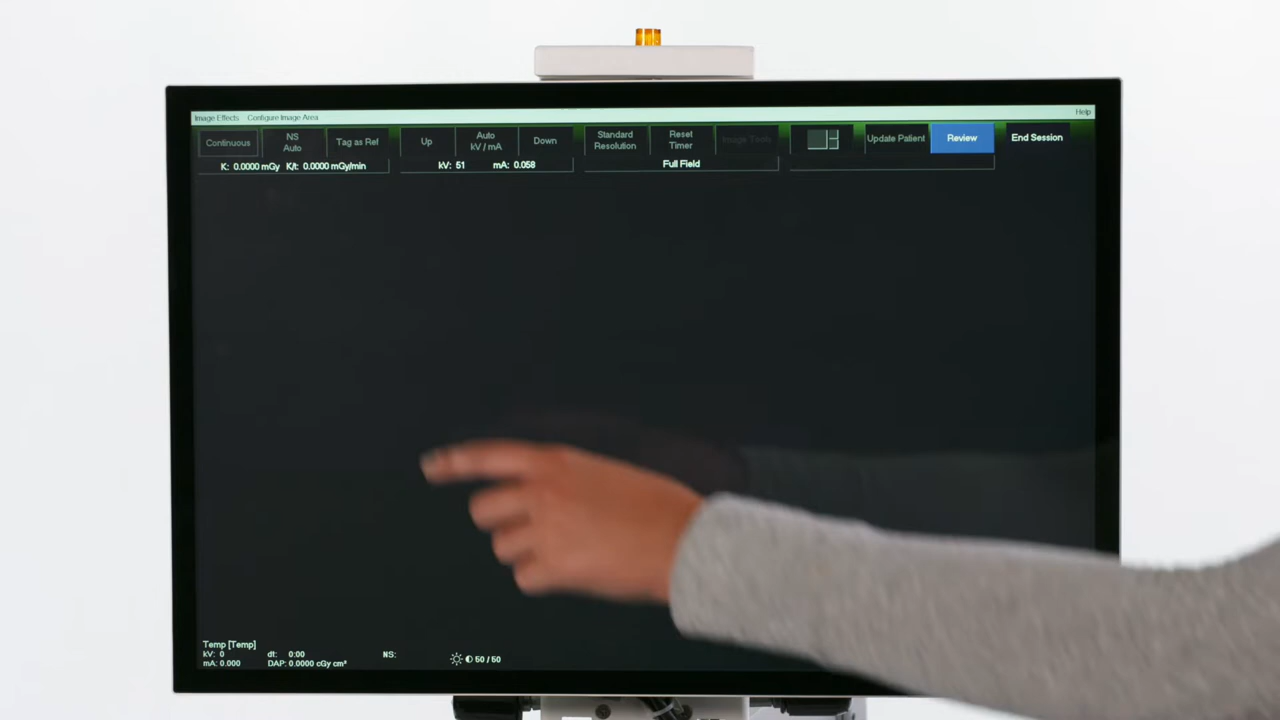 Image Effects Configure Image Area Help
Continuous NS Auto Tag as Ref Up Auto kV / mA Down Standard Resolution Reset Timer Image Tools Update Patient Review End Session
K: 0.0000 mGy K/t: 0.0000 mGy/min kV: 51 mA: 0.058 Full Field
Temp [Temp]
kV: 0 dt: 0:00 NS: 50 / 50
mA: 0.000 DAP: 0.0000 cGy cm²